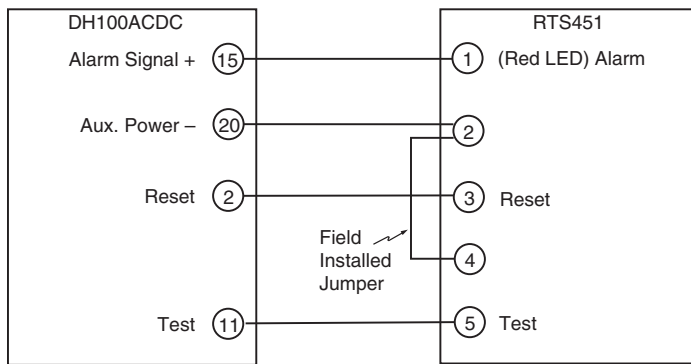 DH100ACDC
RTS451
Alarm Signal + 15
1 (Red LED) Alarm
Aux. Power – 20
2
Reset 2
3 Reset
Field
Installed
Jumper
4
Test 11
5 Test